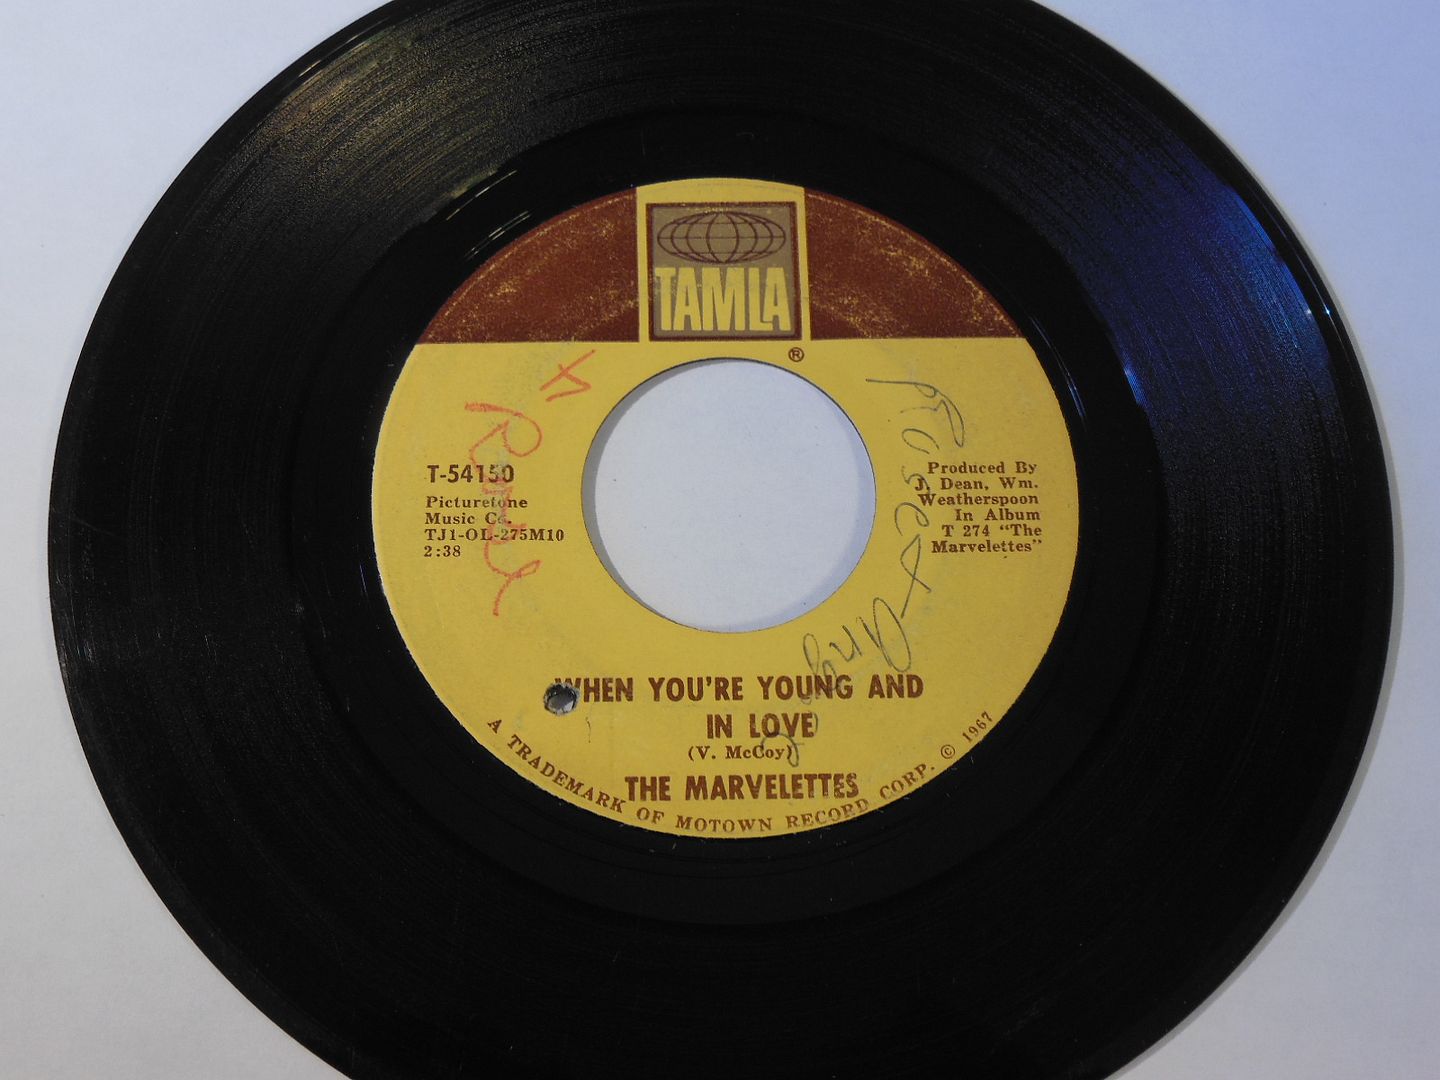 TAMLA
®
T-54150
Picturetone
Music Co.
TJ1-OL-275M10
2:38
Produced By
J. Dean, Wm.
Weatherspoon
In Album
T 274 "The
Marvelettes"
WHEN YOU'RE YOUNG AND
IN LOVE
(V. McCoy)
THE MARVELETTES
A TRADEMARK OF MOTOWN RECORD CORP. © 1967